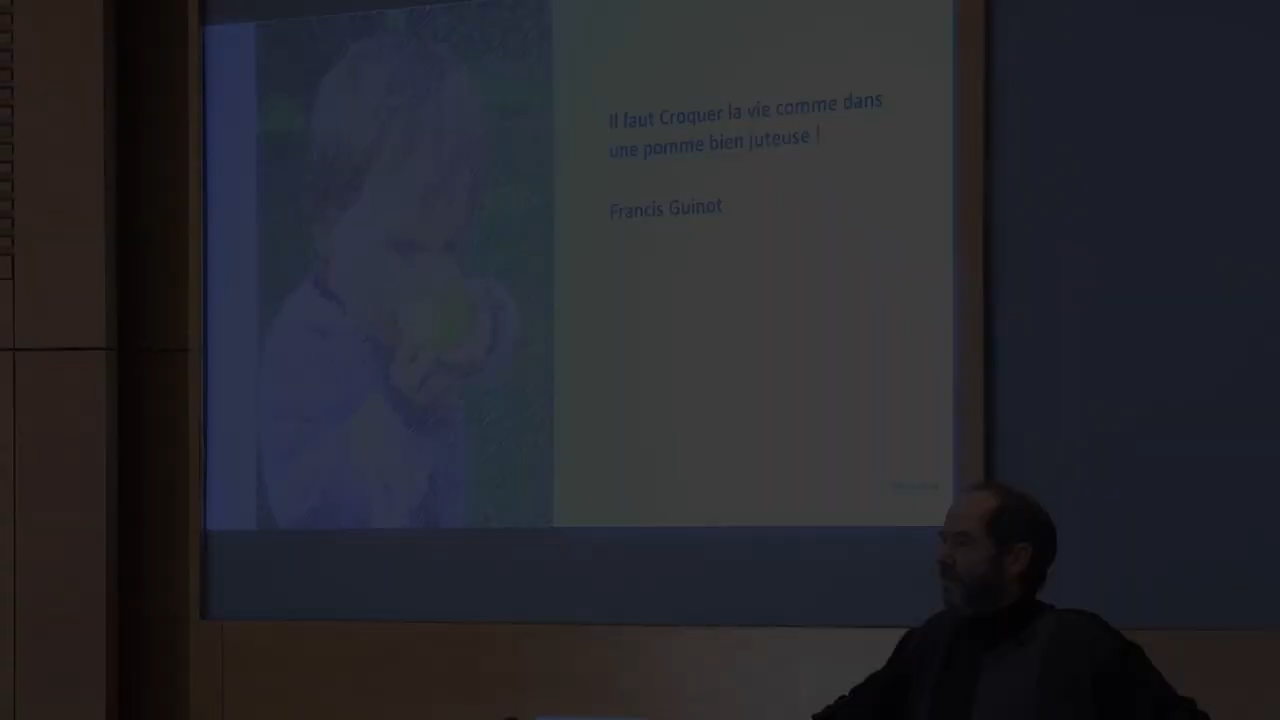 Il faut Croquer la vie comme dans
une pomme bien juteuse !
Francis Guinot